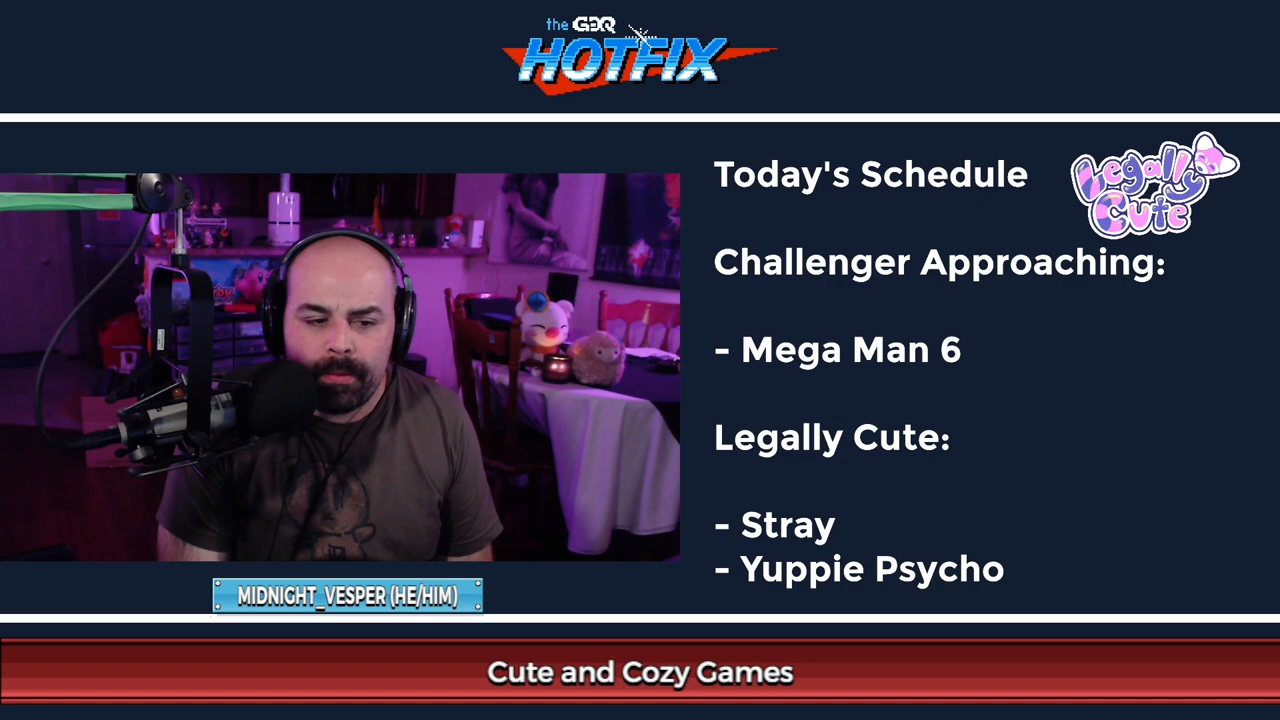 the GDQ
HOTFIX
Today's Schedule
Legally
Cute
Challenger Approaching:
- Mega Man 6
Legally Cute:
- Stray
- Yuppie Psycho
MIDNIGHT_VESPER (HE/HIM)
Cute and Cozy Games